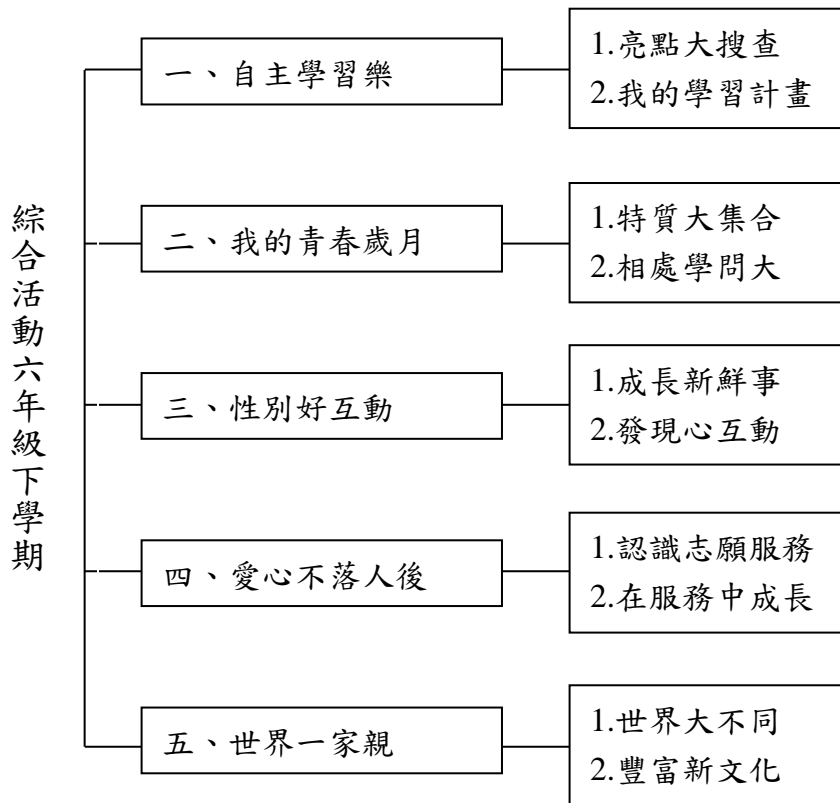 綜合活動六年級下學期
一、自主學習樂
1.亮點大搜查
2.我的學習計畫
二、我的青春歲月
1.特質大集合
2.相處學問大
三、性別好互動
1.成長新鮮事
2.發現心互動
四、愛心不落人後
1.認識志願服務
2.在服務中成長
五、世界一家親
1.世界大不同
2.豐富新文化